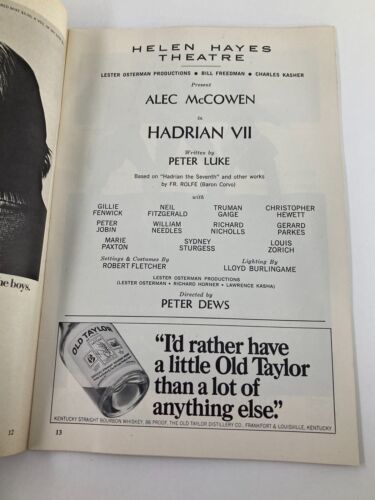 HELEN HAYES
THEATRE
LESTER OSTERMAN PRODUCTIONS • BILL FREEDMAN • CHARLES KASHER
Present
ALEC McCOWEN
in
HADRIAN VII
Written by
PETER LUKE
Based on "Hadrian the Seventh" and other works
by FR. ROLFE (Baron Corvo)
with
GILLIE FENWICK
NEIL FITZGERALD
TRUMAN GAIGE
CHRISTOPHER HEWETT
PETER JOBIN
WILLIAM NEEDLES
RICHARD NICHOLLS
GERARD PARKES
MARIE PAXTON
SYDNEY STURGESS
LOUIS ZORICH
Settings & Costumes By
ROBERT FLETCHER
Lighting By
LLOYD BURLINGAME
LESTER OSTERMAN PRODUCTIONS
(LESTER OSTERMAN • RICHARD HORNER • LAWRENCE KASHA)
Directed by
PETER DEWS
OLD TAYLOR
"I'd rather have
a little Old Taylor
than a lot of
anything else."
KENTUCKY STRAIGHT BOURBON WHISKEY. 86 PROOF. THE OLD TAYLOR DISTILLERY CO., FRANKFORT & LOUISVILLE, KENTUCKY
he boys.
12
13